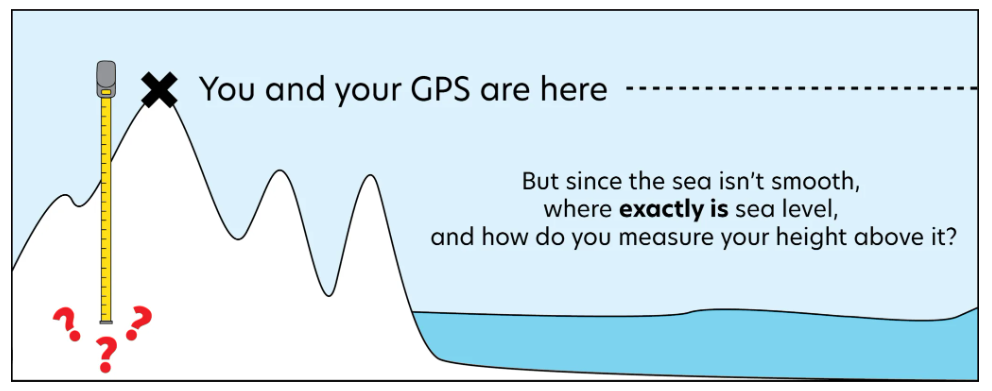 You and your GPS are here
But since the sea isn't smooth,
where exactly is sea level,
and how do you measure your height above it?
? ? ?